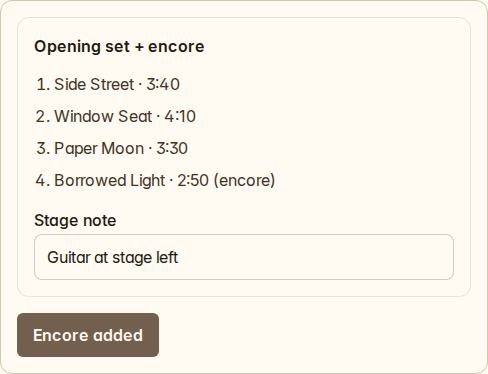 Opening set + encore
1. Side Street · 3:40
2. Window Seat · 4:10
3. Paper Moon · 3:30
4. Borrowed Light · 2:50 (encore)
Stage note
Guitar at stage left
Encore added